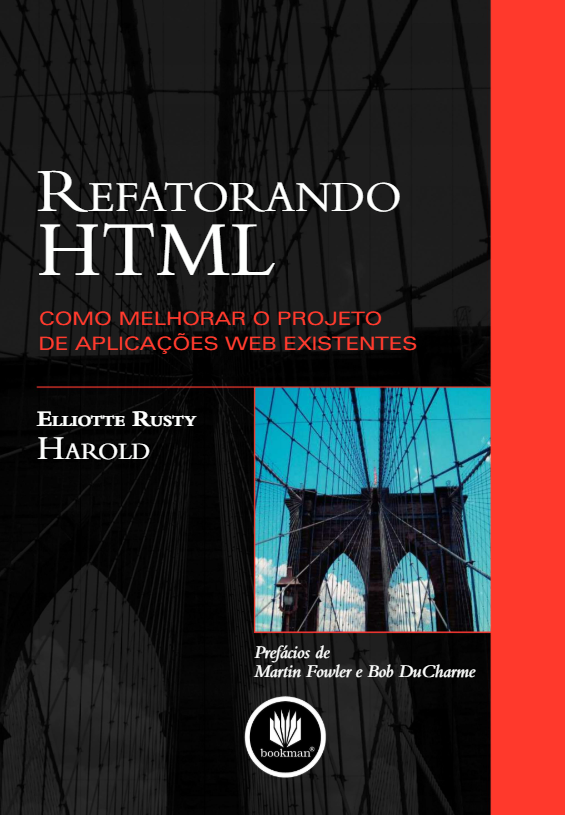 REFATORANDO
HTML
COMO MELHORAR O PROJETO
DE APLICAÇÕES WEB EXISTENTES
ELLIOTTE RUSTY
HAROLD
Prefácios de
Martin Fowler e Bob DuCharme
bookman®